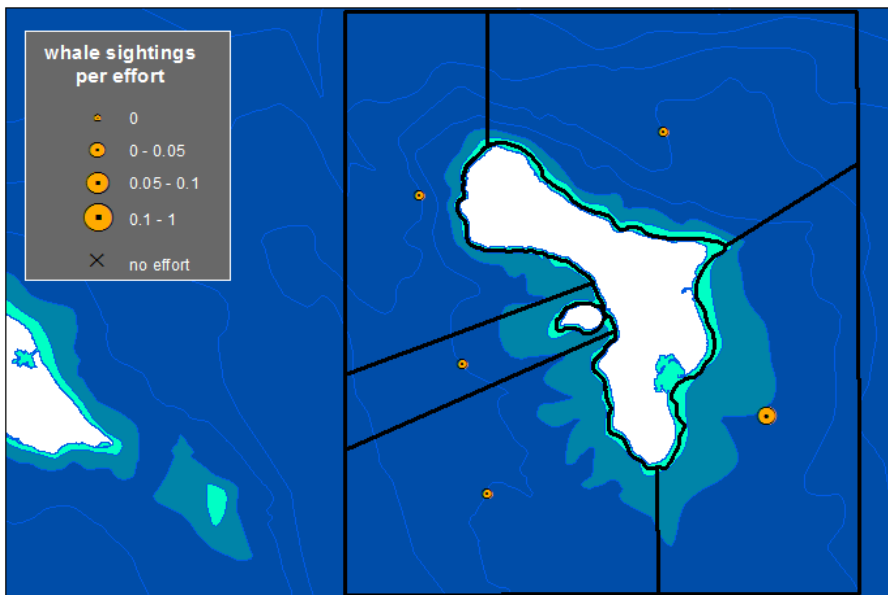 whale sightings
per effort
0
0 - 0.05
0.05 - 0.1
0.1 - 1
no effort